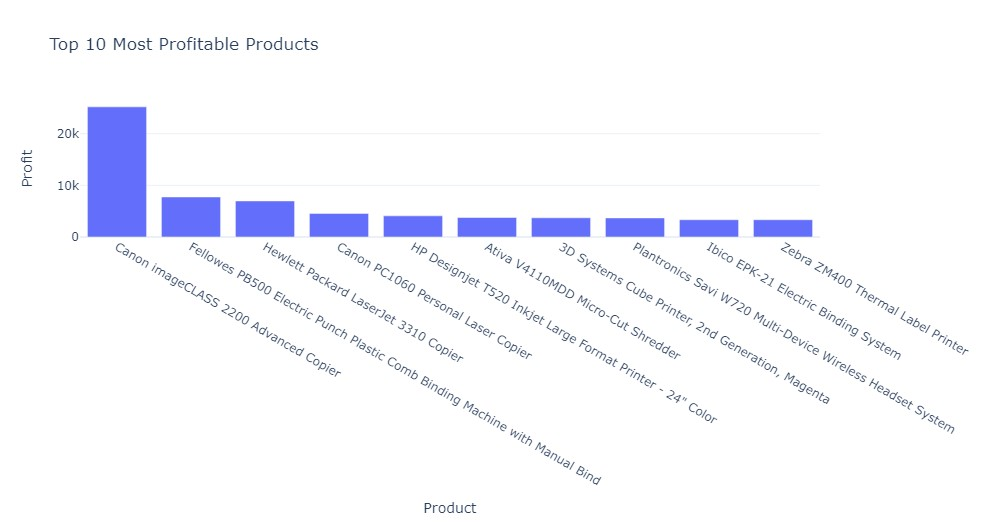 Top 10 Most Profitable Products
Profit
20k
10k
0
Canon imageCLASS 2200 Advanced Copier
Fellowes PB500 Electric Punch Plastic Comb Binding Machine with Manual Bind
Hewlett Packard LaserJet 3310 Copier
Canon PC1060 Personal Laser Copier
HP Designjet T520 Inkjet Large Format Printer - 24" Color
Ativa V4110MDD Micro-Cut Shredder
3D Systems Cube Printer, 2nd Generation, Magenta
Plantronics Savi W720 Multi-Device Wireless Headset System
Ibico EPK-21 Electric Binding System
Zebra ZM400 Thermal Label Printer
Product